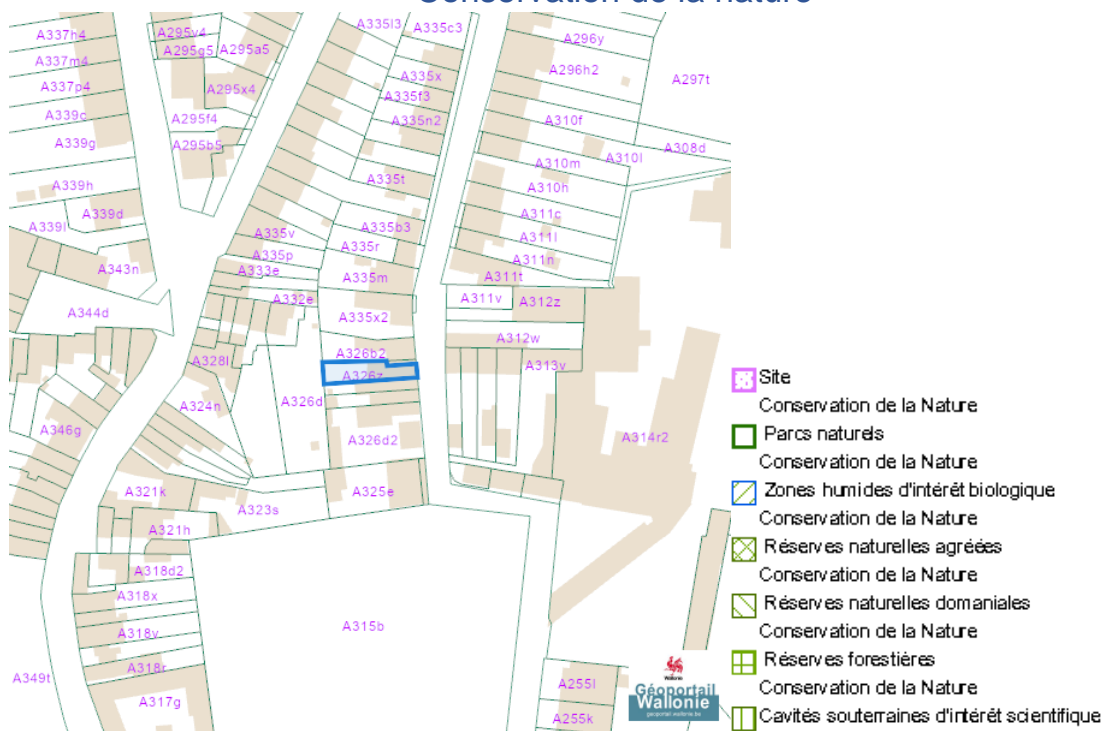 Conservation de la nature
A337h4
A295v4
A335l3
A335c3
A296y
A337m4
A295g5
A295a5
A335x
A296h2
A297t
A337p4
A295x4
A335f3
A339c
A295f4
A335n2
A310f
A339g
A295b5
A310m
A310l
A308d
A339h
A335t
A310h
A339d
A311c
A339l
A335v
A335b3
A311l
A335p
A335r
A311n
A343n
A333e
A335m
A311t
A332e
A311v
A312z
A344d
A335x2
A312w
A328l
A326b2
A326z
A313v
A324n
A326d
A346g
A326d2
A314r2
A321k
A325e
A323s
A321h
A318d2
A318x
A318v
A315b
A318r
A349t
A317g
A255l
A255k
Wallonie
Géoportail
Wallonie
geoportail.wallonie.be
Site
Conservation de la Nature
Parcs naturels
Conservation de la Nature
Zones humides d'intérêt biologique
Conservation de la Nature
Réserves naturelles agréées
Conservation de la Nature
Réserves naturelles domaniales
Conservation de la Nature
Réserves forestières
Conservation de la Nature
Cavités souterraines d'intérêt scientifique